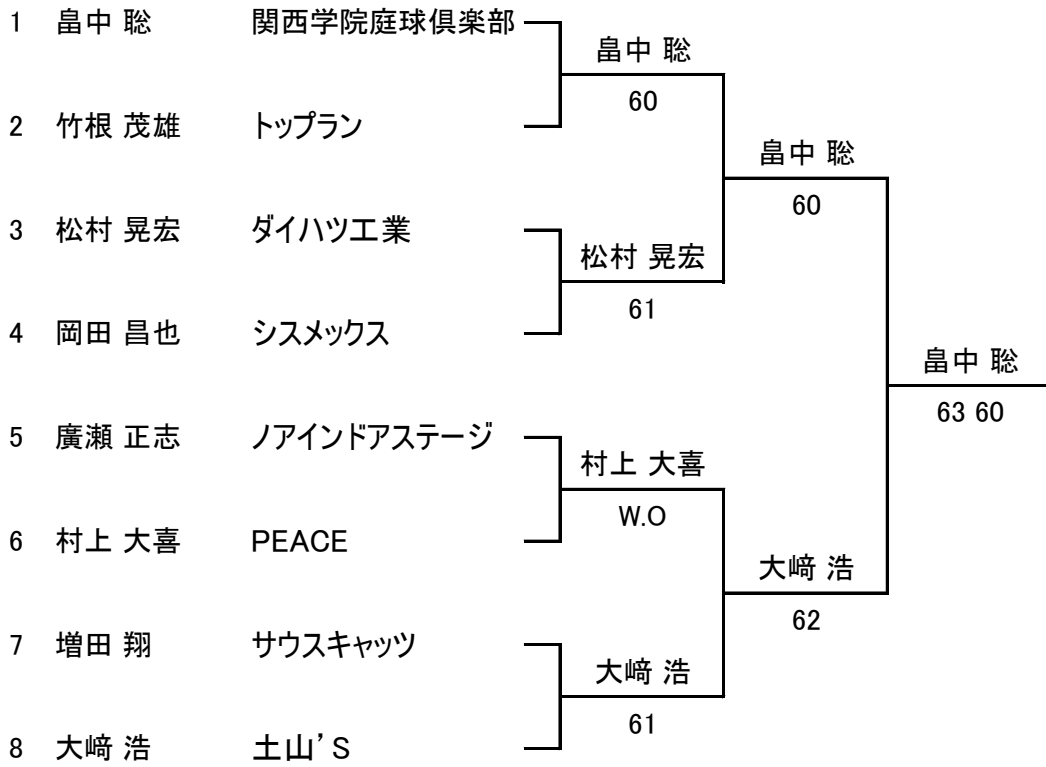 1 畠中 聡 関西学院庭球倶楽部
畠中 聡
60
2 竹根 茂雄 トップラン
畠中 聡
60
3 松村 晃宏 ダイハツ工業
松村 晃宏
61
4 岡田 昌也 シスメックス
畠中 聡
63 60
5 廣瀬 正志 ノアインドアステージ
村上 大喜
W.O
6 村上 大喜 PEACE
大﨑 浩
62
7 増田 翔 サウスキャッツ
大﨑 浩
61
8 大﨑 浩 土山'S